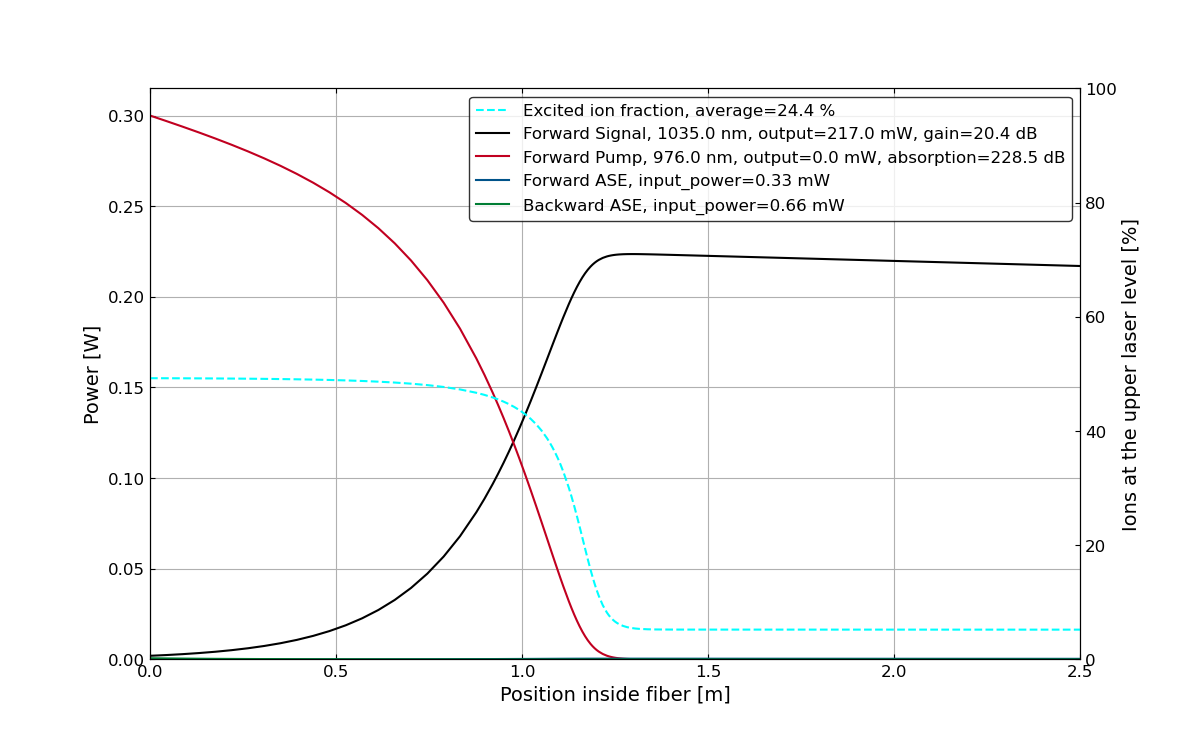 Excited ion fraction, average=24.4 %
Forward Signal, 1035.0 nm, output=217.0 mW, gain=20.4 dB
Forward Pump, 976.0 nm, output=0.0 mW, absorption=228.5 dB
Forward ASE, input_power=0.33 mW
Backward ASE, input_power=0.66 mW
Power [W]
0.30
0.25
0.20
0.15
0.10
0.05
0.00
100
80
60
40
20
0
Ions at the upper laser level [%]
0.0 0.5 1.0 1.5 2.0 2.5
Position inside fiber [m]